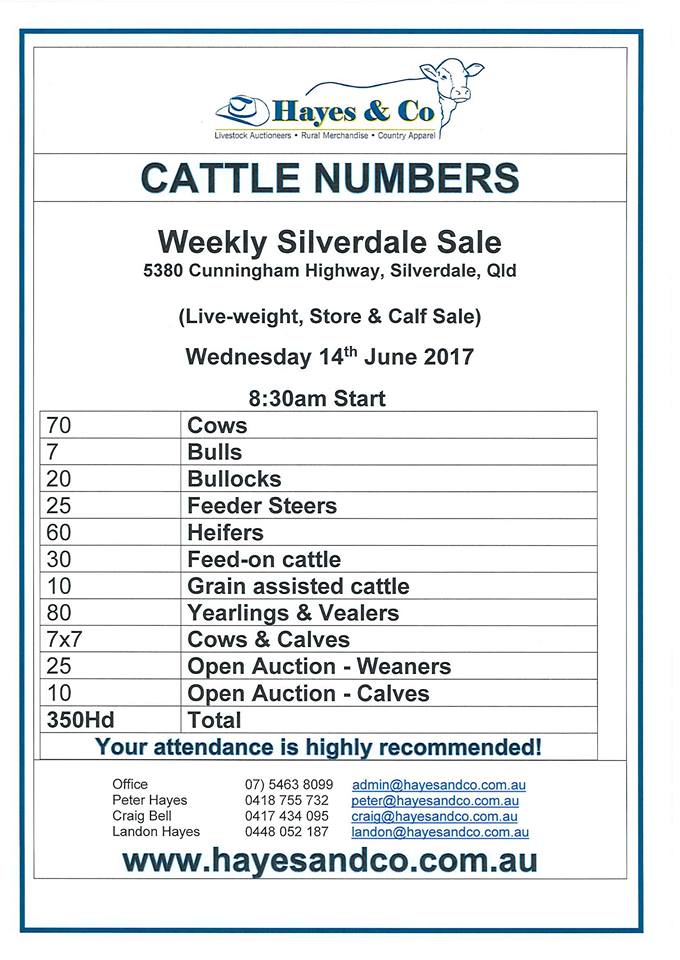 Hayes & Co
Livestock Auctioneers • Rural Merchandise • Country Apparel
CATTLE NUMBERS
Weekly Silverdale Sale
5380 Cunningham Highway, Silverdale, Qld
(Live-weight, Store & Calf Sale)
Wednesday 14th June 2017
8:30am Start
70 Cows
7 Bulls
20 Bullocks
25 Feeder Steers
60 Heifers
30 Feed-on cattle
10 Grain assisted cattle
80 Yearlings & Vealers
7x7 Cows & Calves
25 Open Auction - Weaners
10 Open Auction - Calves
350Hd Total
Your attendance is highly recommended!
Office 07) 5463 8099 admin@hayesandco.com.au
Peter Hayes 0418 755 732 peter@hayesandco.com.au
Craig Bell 0417 434 095 craig@hayesandco.com.au
Landon Hayes 0448 052 187 landon@hayesandco.com.au
www.hayesandco.com.au